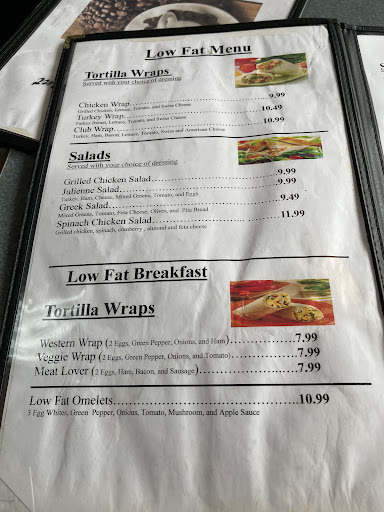 Low Fat Menu
Tortilla Wraps
Served with your choice of dressing
Chicken Wrap..............................9.99
Grilled Chicken, Lettuce, Tomato, and Swiss Cheese
Turkey Wrap..............................10.49
Turkey Breast, Lettuce, Tomato, and Swiss Cheese
Club Wrap..............................10.99
Turkey, Ham, Bacon, Lettuce, Tomato, Swiss and American Cheese
Salads
Served with your choice of dressing
Grilled Chicken Salad..............................9.99
Julienne Salad..............................9.99
Turkey, Ham, Cheese, Mixed Greens, Tomato, and Eggs
Greek Salad..............................9.49
Mixed Greens, Tomato, Feta Cheese, Olives, and Pita Bread
Spinach Chicken Salad..............................11.99
Grilled chicken, spinach, cranberry, almond and feta cheese
Low Fat Breakfast
Tortilla Wraps
Western Wrap (2 Eggs, Green Pepper, Onions, and Ham)..............................7.99
Veggie Wrap (2 Eggs, Green Pepper, Onions, and Tomato)..............................7.99
Meat Lover (2 Eggs, Ham, Bacon, and Sausage)..............................7.99
Low Fat Omelets..............................10.99
3 Egg Whites, Green Pepper, Onions, Tomato, Mushroom, and Apple Sauce